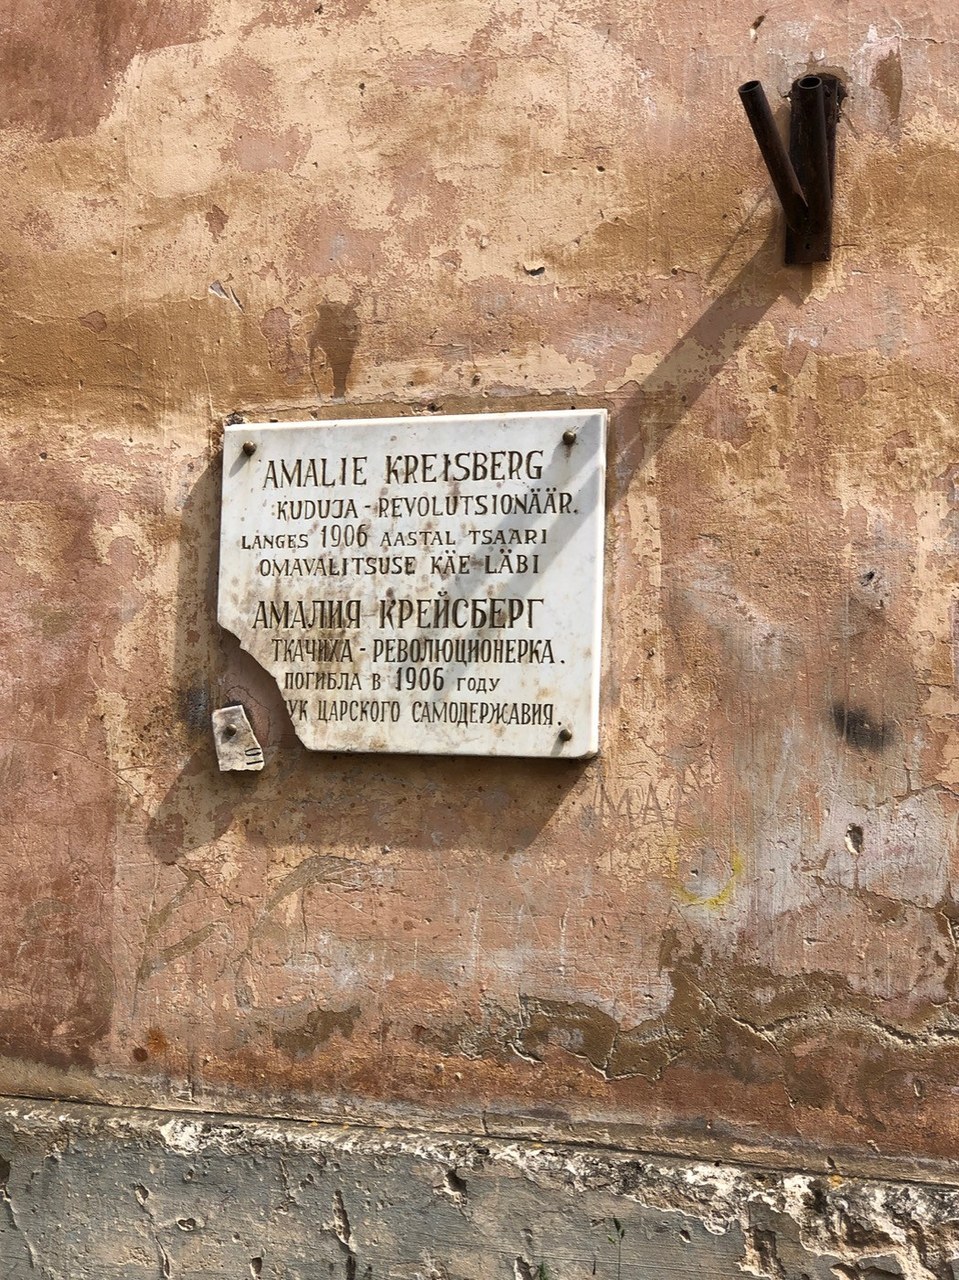 AMALIE KREISBERG
KUDUJA-REVOLUTSIONÄÄR.
LANGES 1906 AASTAL TSAARI
OMAVALITSUSE KÄE LÄBI
АМАЛИЯ КРЕЙСБЕРГ
ТКАЧИХА-РЕВОЛЮЦИОНЕРКА.
ПОГИБЛА В 1906 ГОДУ
УК ЦАРСКОГО САМОДЕРЖАВИЯ.